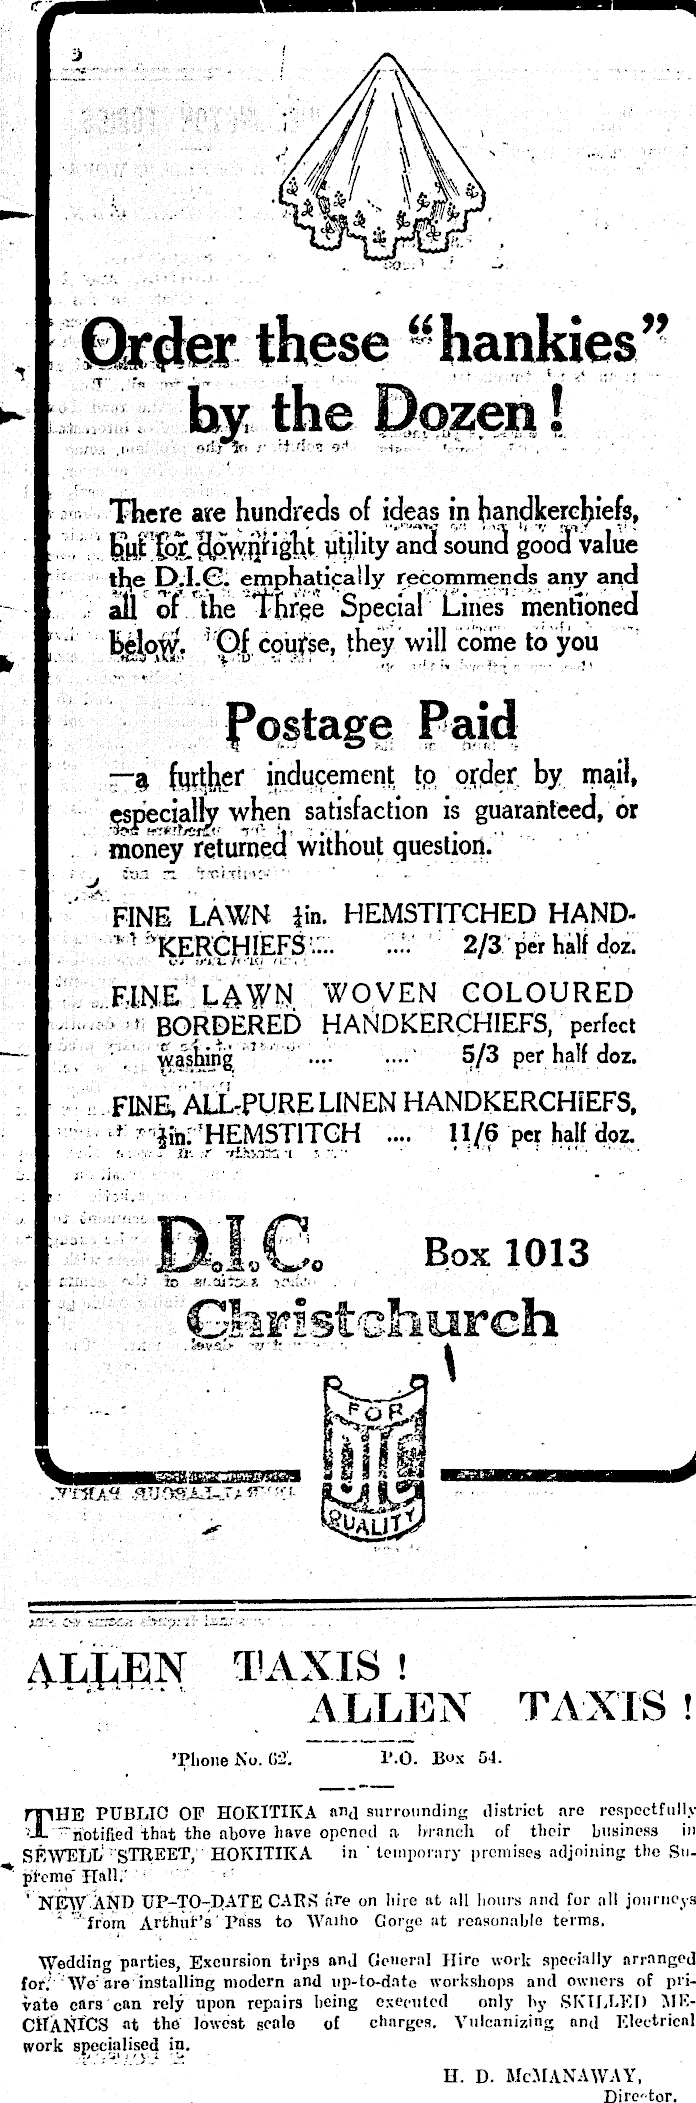 Order these "hankies"
by the Dozen!
There are hundreds of ideas in handkerchiefs,
but for downright utility and sound good value
the D.I.C. emphatically recommends any and
all of the Three Special Lines mentioned
below. Of course, they will come to you
Postage Paid
—a further inducement to order by mail,
especially when satisfaction is guaranteed, or
money returned without question.
FINE LAWN in. HEMSTITCHED HAND-
KERCHIEFS .... .... 2/3 per half doz.
FINE LAWN WOVEN COLOURED
BORDERED HANDKERCHIEFS, perfect
washing .... .... 5/3 per half doz.
FINE, ALL-PURE LINEN HANDKERCHIEFS,
in. HEMSTITCH .... 11/6 per half doz.
D.I.C. Box 1013
Christchurch
FOR
DIC
QUALITY
ALLEN TAXIS!
ALLEN TAXIS!
'Phone No. 62. P.O. Box 54.
THE PUBLIC OF HOKITIKA and surrounding district are respectfully
notified that the above have opened a branch of their business in
SEWELL STREET, HOKITIKA in temporary premises adjoining the Su-
preme Hall.
NEW AND UP-TO-DATE CARS are on hire at all hours and for all journeys
from Arthur's Pass to Waiho Gorge at reasonable terms.
Wedding parties, Excursion trips and General Hire work specially arranged
for. We are installing modern and up-to-date workshops and owners of pri-
vate cars can rely upon repairs being executed only by SKILLED ME-
CHANICS at the lowest scale of charges. Vulcanizing and Electrical
work specialised in.
H. D. McMANAWAY,
Director.